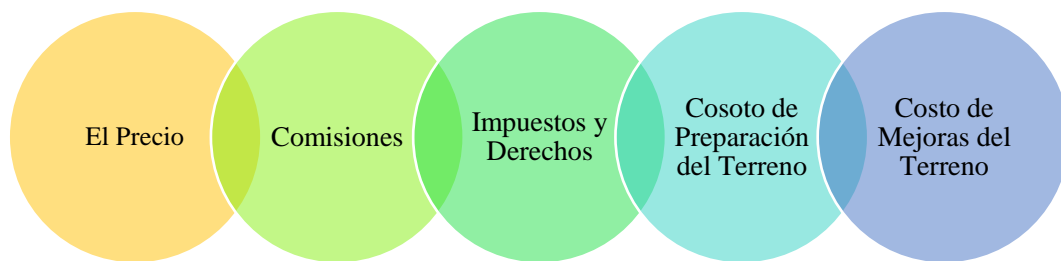 El Precio
Comisiones
Impuestos y
Derechos
Cosoto de
Preparación
del Terreno
Costo de
Mejoras del
Terreno